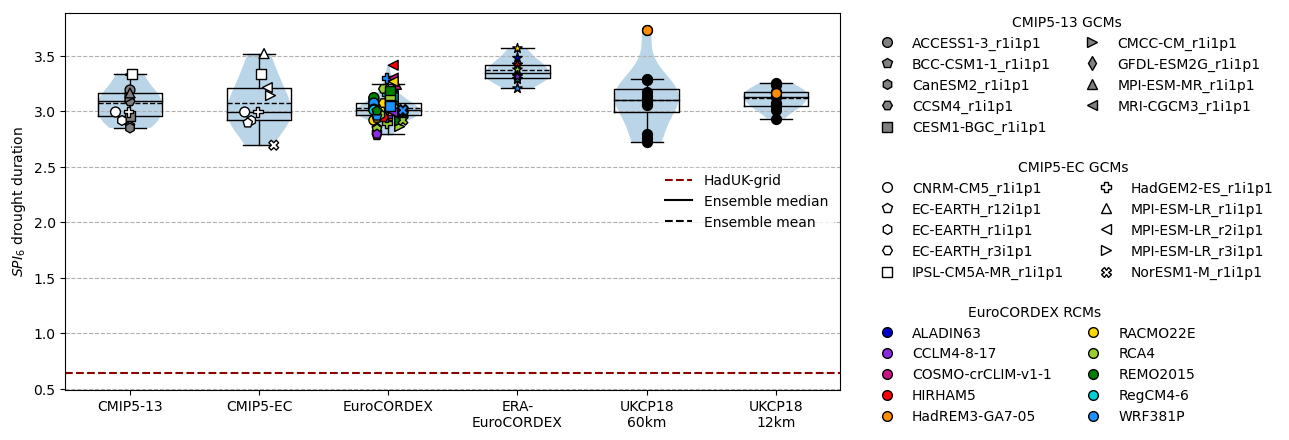 SPI6 drought duration
3.5
3.0
2.5
2.0
1.5
1.0
0.5
CMIP5-13
CMIP5-EC
EuroCORDEX
ERA-
EuroCORDEX
UKCP18
60km
UKCP18
12km
HadUK-grid
Ensemble median
Ensemble mean
CMIP5-13 GCMs
ACCESS1-3_r1i1p1
BCC-CSM1-1_r1i1p1
CanESM2_r1i1p1
CCSM4_r1i1p1
CESM1-BGC_r1i1p1
CMCC-CM_r1i1p1
GFDL-ESM2G_r1i1p1
MPI-ESM-MR_r1i1p1
MRI-CGCM3_r1i1p1
CMIP5-EC GCMs
CNRM-CM5_r1i1p1
EC-EARTH_r12i1p1
EC-EARTH_r1i1p1
EC-EARTH_r3i1p1
IPSL-CM5A-MR_r1i1p1
HadGEM2-ES_r1i1p1
MPI-ESM-LR_r1i1p1
MPI-ESM-LR_r2i1p1
MPI-ESM-LR_r3i1p1
NorESM1-M_r1i1p1
EuroCORDEX RCMs
ALADIN63
CCLM4-8-17
COSMO-crCLIM-v1-1
HIRHAM5
HadREM3-GA7-05
RACMO22E
RCA4
REMO2015
RegCM4-6
WRF381P